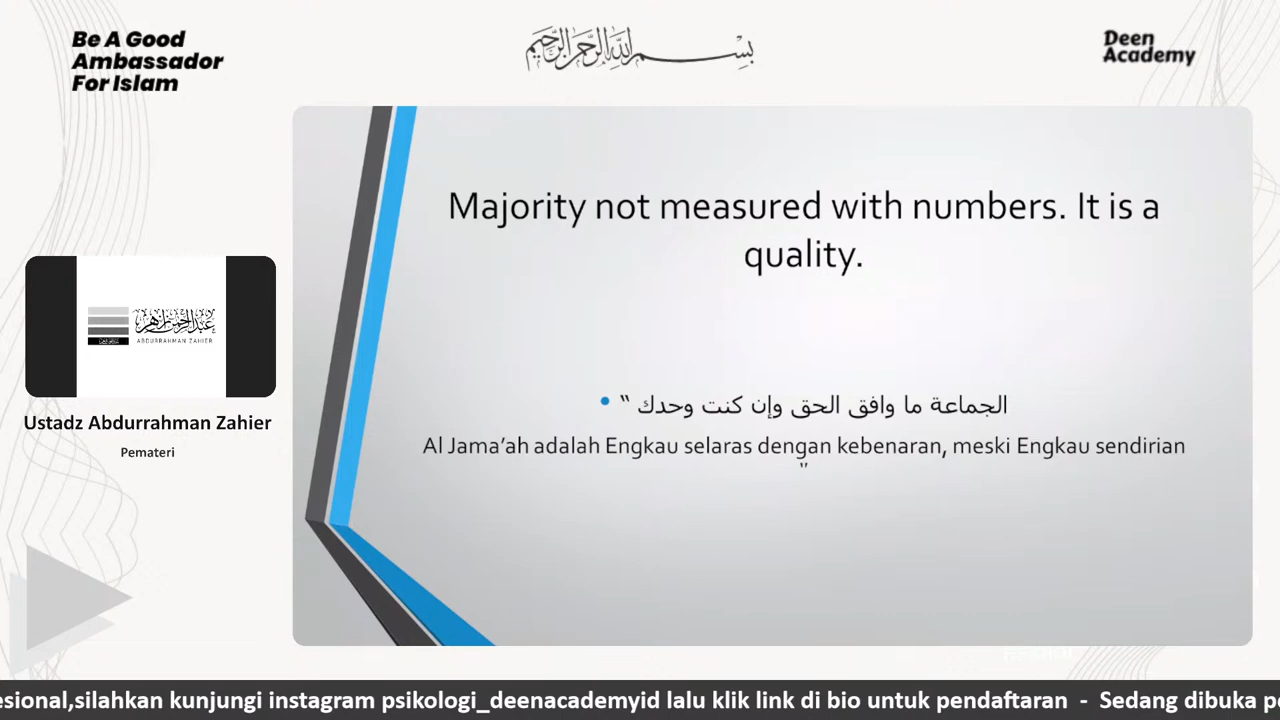 Be A Good
Ambassador
For Islam
بسم الله الرحمن الرحيم
Deen
Academy
Majority not measured with numbers. It is a
quality.
• “ الجماعة ما وافق الحق وإن كنت وحدك
Al Jama’ah adalah Engkau selaras dengan kebenaran, meski Engkau sendirian
”
ABDURRAHMAN ZAHIER
Ustadz Abdurrahman Zahier
Pemateri
esional,silahkan kunjungi instagram psikologi_deenacademyid lalu klik link di bio untuk pendaftaran - Sedang dibuka p